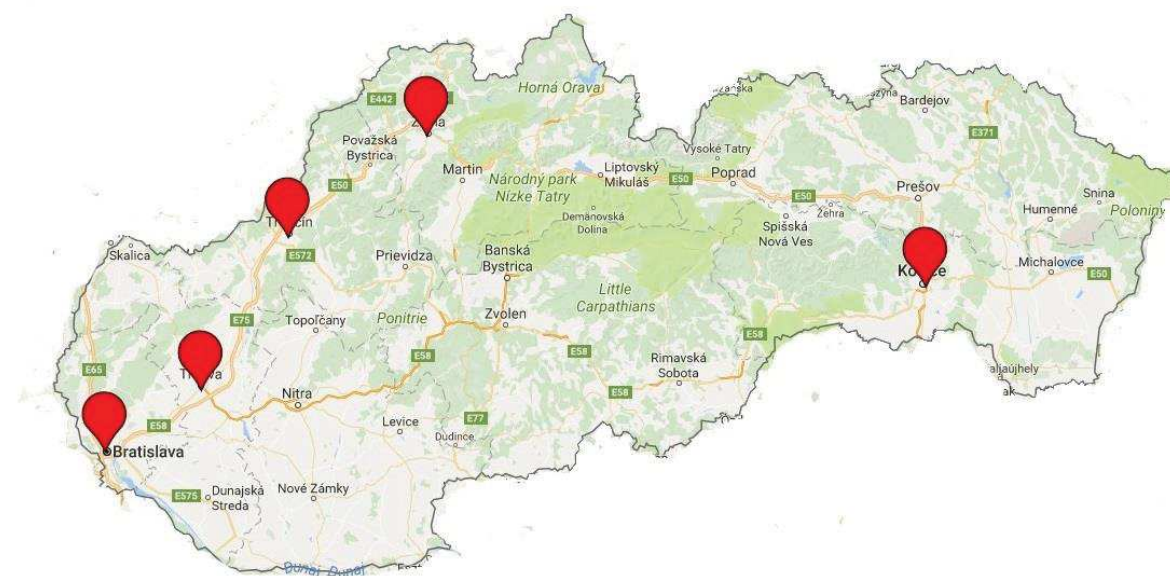 Horná Orava
E442
Považská
Bystrica
Martin
E50
Národný park
Nízke Tatry
Liptovský
Mikuláš
E50
Demänovská
Dolina
Vysoké Tatry
Poprad
Bardejov
E371
E50
Prešov
Žehra
Spišská
Nová Ves
Snina
Humenné
Poloniny
Michalovce
E50
Skalica
E572
Prievidza
Banská
Bystrica
Little
Carpathians
E75
Topoľčany
Ponitrie
Zvolen
E58
E58
E58
Rimavská
Sobota
E58
E65
Nitra
E58
E77
Levice
Dudince
Bratislava
E575
Dunajská
Streda
Nové Zámky
Dunaj Dunaj